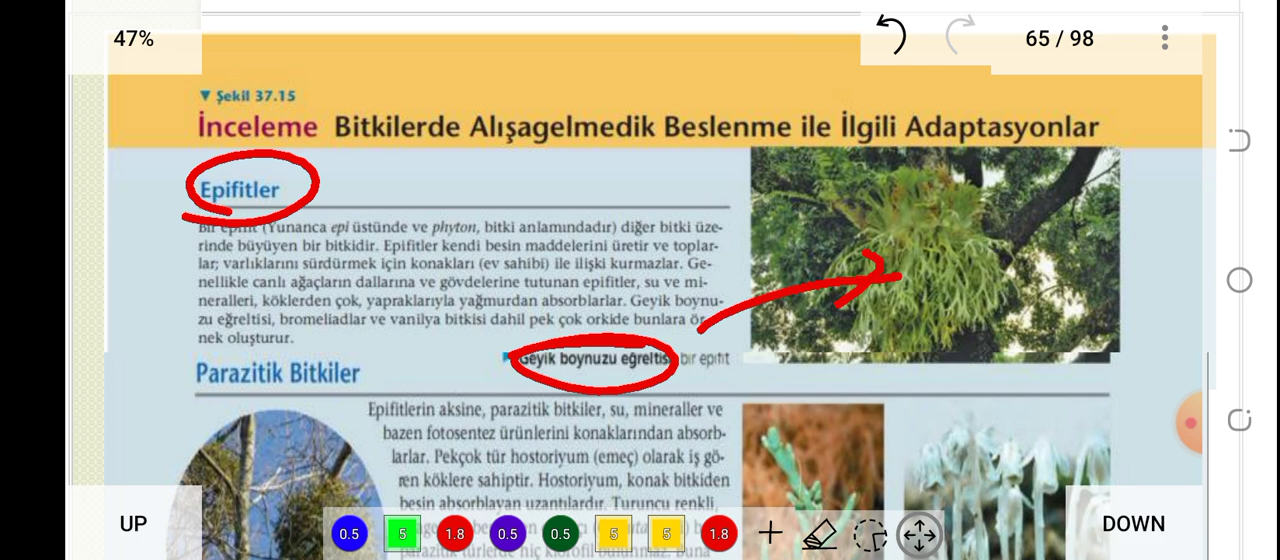 47%
65 / 98
▼ Şekil 37.15
İnceleme Bitkilerde Alışagelmedik Beslenme ile İlgili Adaptasyonlar
Epifitler
Bir epifit (Yunanca epi üstünde ve phyton, bitki anlamındadır) diğer bitki üze-
rinde büyüyen bir bitkidir. Epifitler kendi besin maddelerini üretir ve toplar-
lar; varlıklarını sürdürmek için konakları (ev sahibi) ile ilişki kurmazlar. Ge-
nellikle canlı ağaçların dallarına ve gövdelerine tutunan epifitler, su ve mi-
neralleri, köklerden çok, yapraklarıyla yağmurdan absorblarlar. Geyik boynu-
zu eğreltisi, bromeliadlar ve vanilya bitkisi dahil pek çok orkide bunlara ör-
nek oluşturur.
Geyik boynuzu eğreltisi bir epifit
Parazitik Bitkiler
Epifitlerin aksine, parazitik bitkiler, su, mineraller ve
bazen fotosentez ürünlerini konaklarından absorb-
larlar. Pekçok tür hostoriyum (emeç) olarak iş gö-
ren köklere sahiptir. Hostoriyum, konak bitkiden
besin absorblayan uzantılardır. Turuncu renkli,
parazitik türlerde hiç klorofil bulunmaz. Buna
UP
0.5
5
1.8
0.5
0.5
5
5
1.8
DOWN